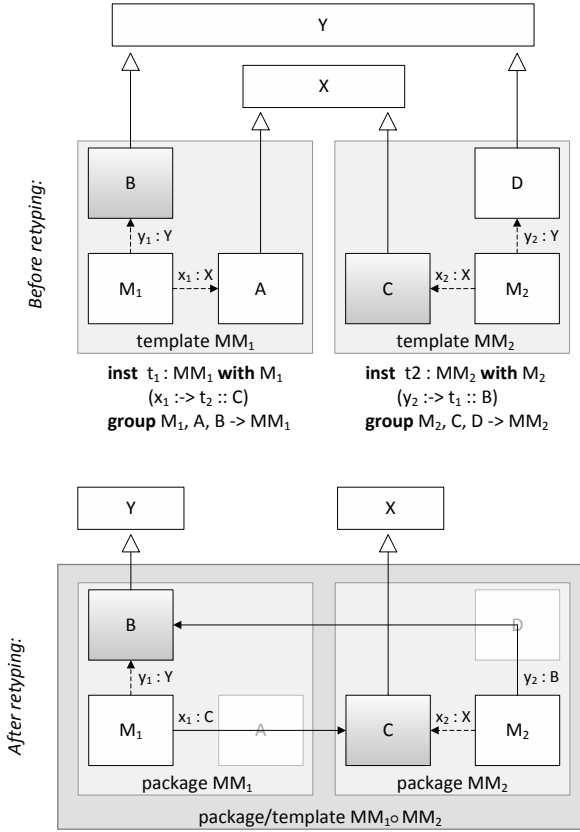 Y
X
Before retyping:
B
D
y₁ : Y
y₂ : Y
M₁
x₁ : X
A
C
x₂ : X
M₂
template MM₁
template MM₂
inst t₁ : MM₁ with M₁
(x₁ :-> t₂ :: C)
group M₁, A, B -> MM₁
inst t2 : MM₂ with M₂
(y₂ :-> t₁ :: B)
group M₂, C, D -> MM₂
Y
X
After retyping:
B
D
y₁ : Y
y₂ : B
M₁
x₁ : C
A
C
x₂ : X
M₂
package MM₁
package MM₂
package/template MM₁∘ MM₂